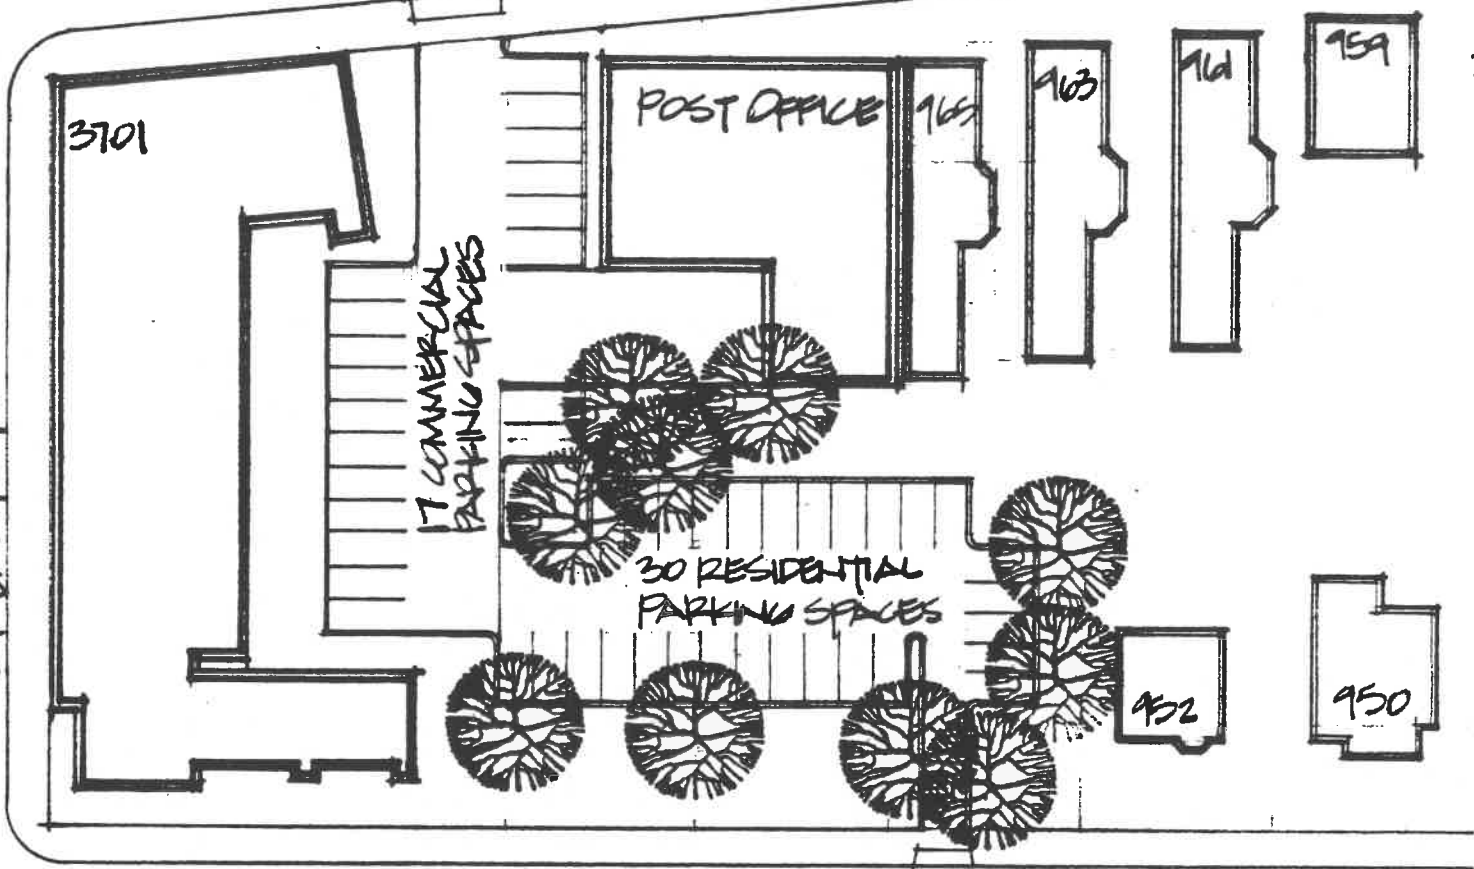 3701
POST OFFICE
965
963
961
959
17 COMMERCIAL
PARKING SPACES
30 RESIDENTIAL
PARKING SPACES
952
950